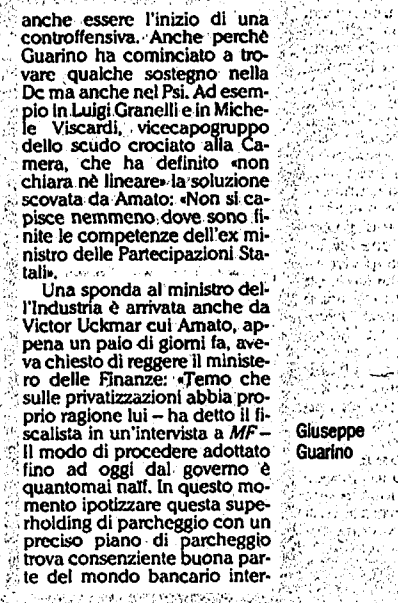 anche essere l'inizio di una
controffensiva. Anche perchè
Guarino ha cominciato a tro-
vare qualche sostegno nella
Dc ma anche nel Psi. Ad esem-
pio in Luigi Granelli e in Miche-
le Viscardi, vicecapogruppo
dello scudo crociato alla Ca-
mera, che ha definito «non
chiara nè lineare» la soluzione
scovata da Amato: «Non si ca-
pisce nemmeno dove sono fi-
nite le competenze dell'ex mi-
nistro delle Partecipazioni Sta-
tali».
Una sponda al ministro del-
l'Industria è arrivata anche da
Victor Uckmar cui Amato, ap-
pena un paio di giorni fa, ave-
va chiesto di reggere il ministe-
ro delle Finanze: «Temo che
sulle privatizzazioni abbia pro-
prio ragione lui – ha detto il fi-
scalista in un'intervista a MF –
Il modo di procedere adottato
fino ad oggi dal governo è
quantomai naïf. In questo mo-
mento ipotizzare questa supe-
rholding di parcheggio con un
preciso piano di parcheggio
trova consenziente buona par-
te del mondo bancario inter-
Giuseppe
Guarino